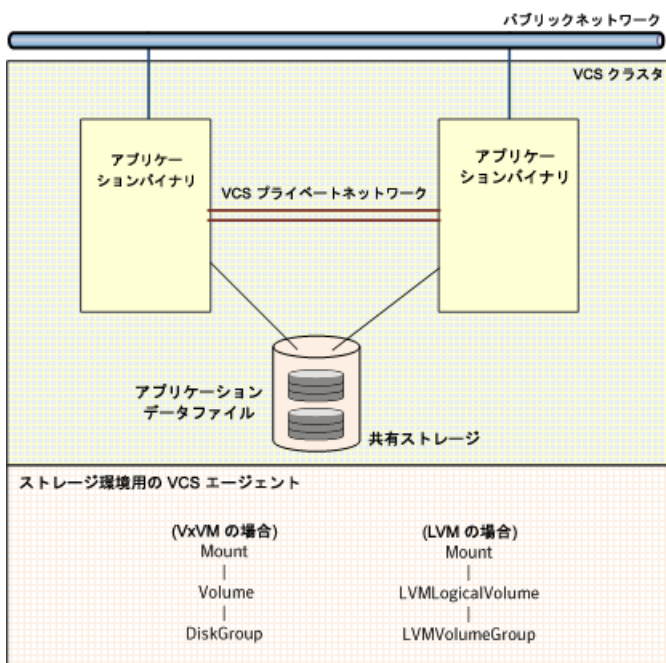 パブリックネットワーク
VCS クラスタ
アプリケー
ションバイナリ
アプリケー
ションバイナリ
VCS プライベートネットワーク
アプリケーション
データファイル
共有ストレージ
ストレージ環境用の VCS エージェント
(VxVM の場合)
Mount
Volume
DiskGroup
(LVM の場合)
Mount
LVMLogicalVolume
LVMVolumeGroup